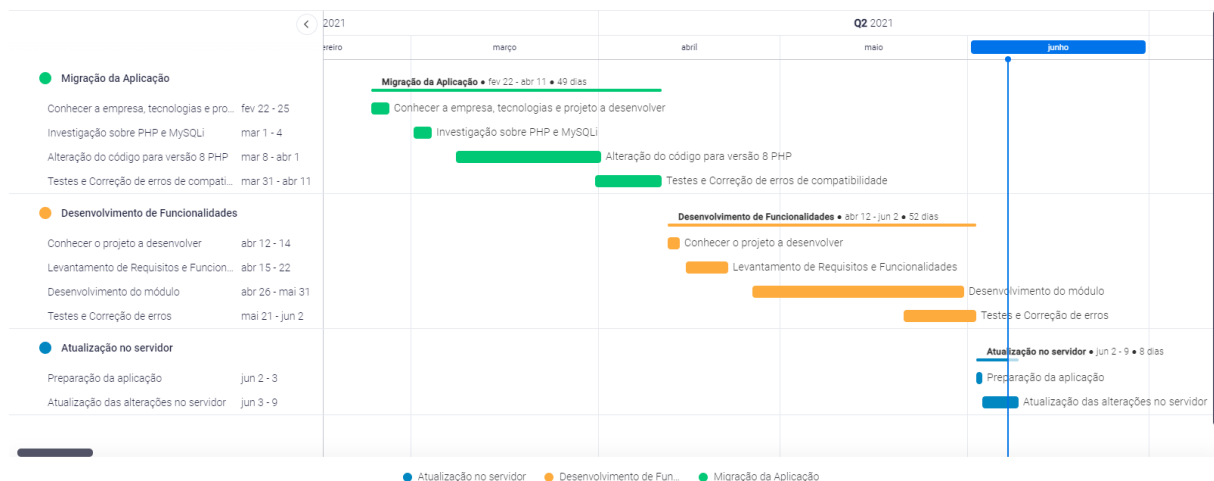 2021
Q2 2021
ereiro
março
abril
maio
junho
Migração da Aplicação
Migração da Aplicação ● fev 22 - abr 11 ● 49 dias
Conhecer a empresa, tecnologias e pro... fev 22 - 25
Conhecer a empresa, tecnologias e projeto a desenvolver
Investigação sobre PHP e MySQLi mar 1 - 4
Investigação sobre PHP e MySQLi
Alteração do código para versão 8 PHP mar 8 - abr 1
Alteração do código para versão 8 PHP
Testes e Correção de erros de compati... mar 31 - abr 11
Testes e Correção de erros de compatibilidade
Desenvolvimento de Funcionalidades
Desenvolvimento de Funcionalidades ● abr 12 - jun 2 ● 52 dias
Conhecer o projeto a desenvolver abr 12 - 14
Conhecer o projeto a desenvolver
Levantamento de Requisitos e Funcion... abr 15 - 22
Levantamento de Requisitos e Funcionalidades
Desenvolvimento do módulo abr 26 - mai 31
Desenvolvimento do módulo
Testes e Correção de erros mai 21 - jun 2
Testes e Correção de erros
Atualização no servidor
Atualização no servidor ● jun 2 - 9 ● 8 dias
Preparação da aplicação jun 2 - 3
Preparação da aplicação
Atualização das alterações no servidor jun 3 - 9
Atualização das alterações no servidor
Atualização no servidor
Desenvolvimento de Fun...
Migração da Aplicação